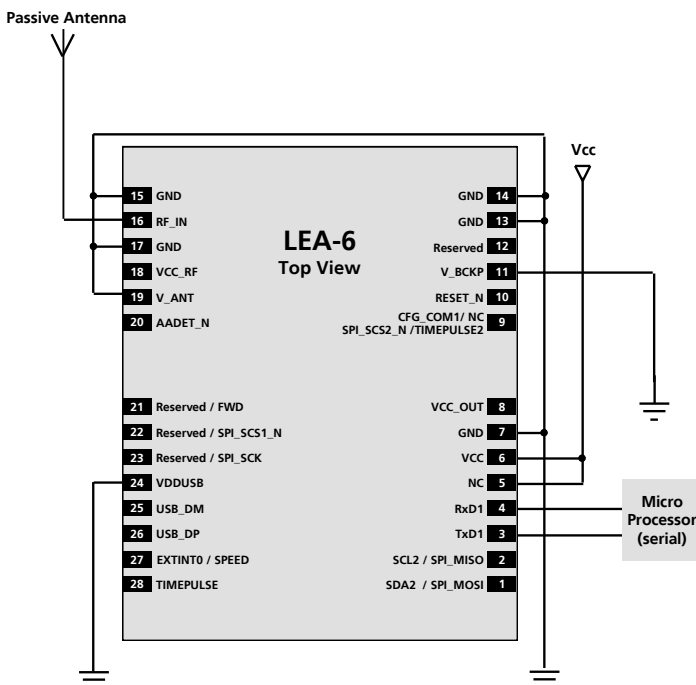 Passive Antenna
Vcc
LEA-6
Top View
15 GND
16 RF_IN
17 GND
18 VCC_RF
19 V_ANT
20 AADET_N
21 Reserved / FWD
22 Reserved / SPI_SCS1_N
23 Reserved / SPI_SCK
24 VDDUSB
25 USB_DM
26 USB_DP
27 EXTINT0 / SPEED
28 TIMEPULSE
GND 14
GND 13
Reserved 12
V_BCKP 11
RESET_N 10
CFG_COM1/ NC
SPI_SCS2_N /TIMEPULSE2 9
VCC_OUT 8
GND 7
VCC 6
NC 5
RxD1 4
TxD1 3
SCL2 / SPI_MISO 2
SDA2 / SPI_MOSI 1
Micro
Processor
(serial)